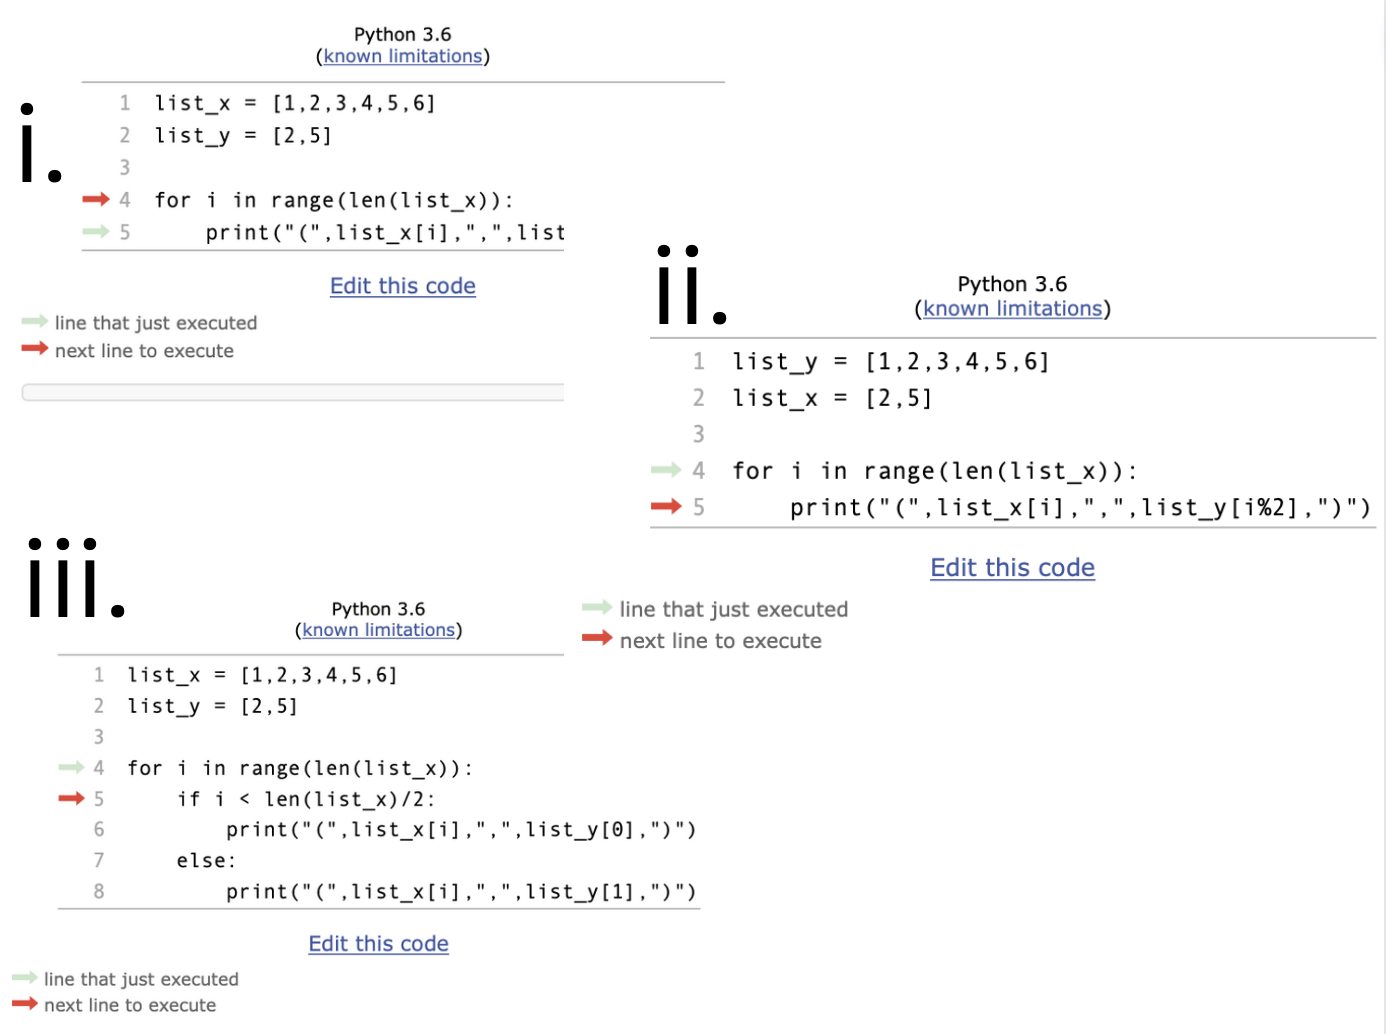 i.
Python 3.6
(known limitations)
1 list_x = [1,2,3,4,5,6]
2 list_y = [2,5]
3
4 for i in range(len(list_x)):
5     print("(",list_x[i],",",list
Edit this code
line that just executed
next line to execute
ii.
Python 3.6
(known limitations)
1 list_y = [1,2,3,4,5,6]
2 list_x = [2,5]
3
4 for i in range(len(list_x)):
5     print("(",list_x[i],",",list_y[i%2],")")
Edit this code
line that just executed
next line to execute
iii.
Python 3.6
(known limitations)
1 list_x = [1,2,3,4,5,6]
2 list_y = [2,5]
3
4 for i in range(len(list_x)):
5     if i < len(list_x)/2:
6         print("(",list_x[i],",",list_y[0],")")
7     else:
8         print("(",list_x[i],",",list_y[1],")")
Edit this code
line that just executed
next line to execute